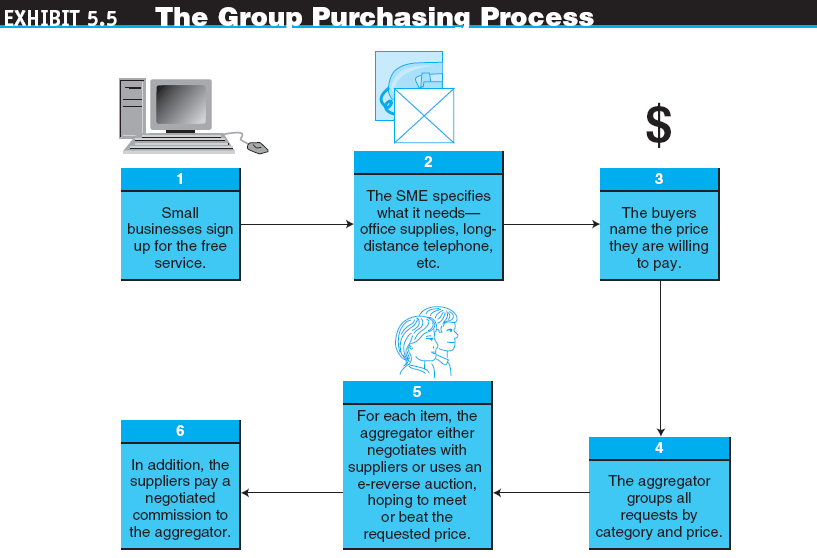 EXHIBIT 5.5 The Group Purchasing Process
1
Small
businesses sign
up for the free
service.
2
The SME specifies
what it needs—
office supplies, long-
distance telephone,
etc.
$
3
The buyers
name the price
they are willing
to pay.
4
The aggregator
groups all
requests by
category and price.
5
For each item, the
aggregator either
negotiates with
suppliers or uses an
e-reverse auction,
hoping to meet
or beat the
requested price.
6
In addition, the
suppliers pay a
negotiated
commission to
the aggregator.